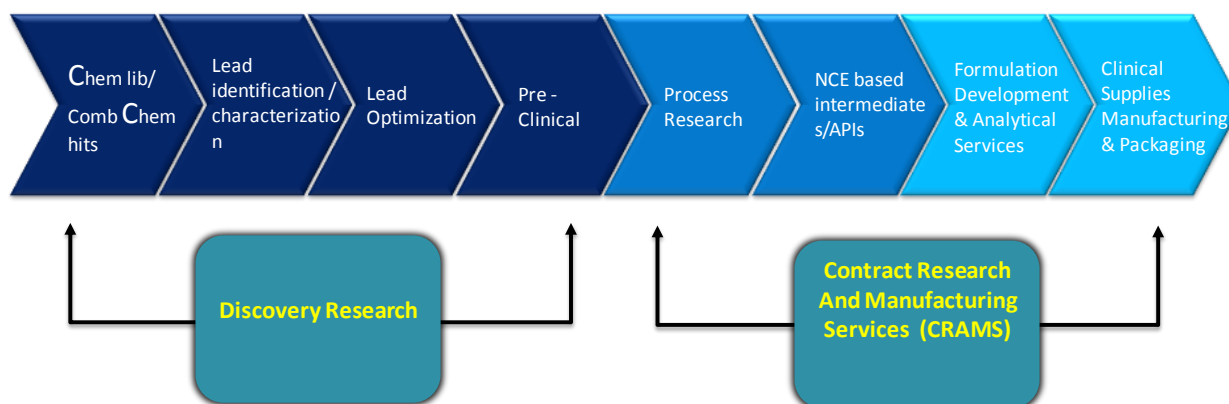 Chem lib/
Comb Chem
hits
Lead
identification /
characterizatio
n
Lead
Optimization
Pre -
Clinical
Process
Research
NCE based
intermediate
s/APIs
Formulation
Development
& Analytical
Services
Clinical
Supplies
Manufacturing
& Packaging
Discovery Research
Contract Research
And Manufacturing
Services (CRAMS)